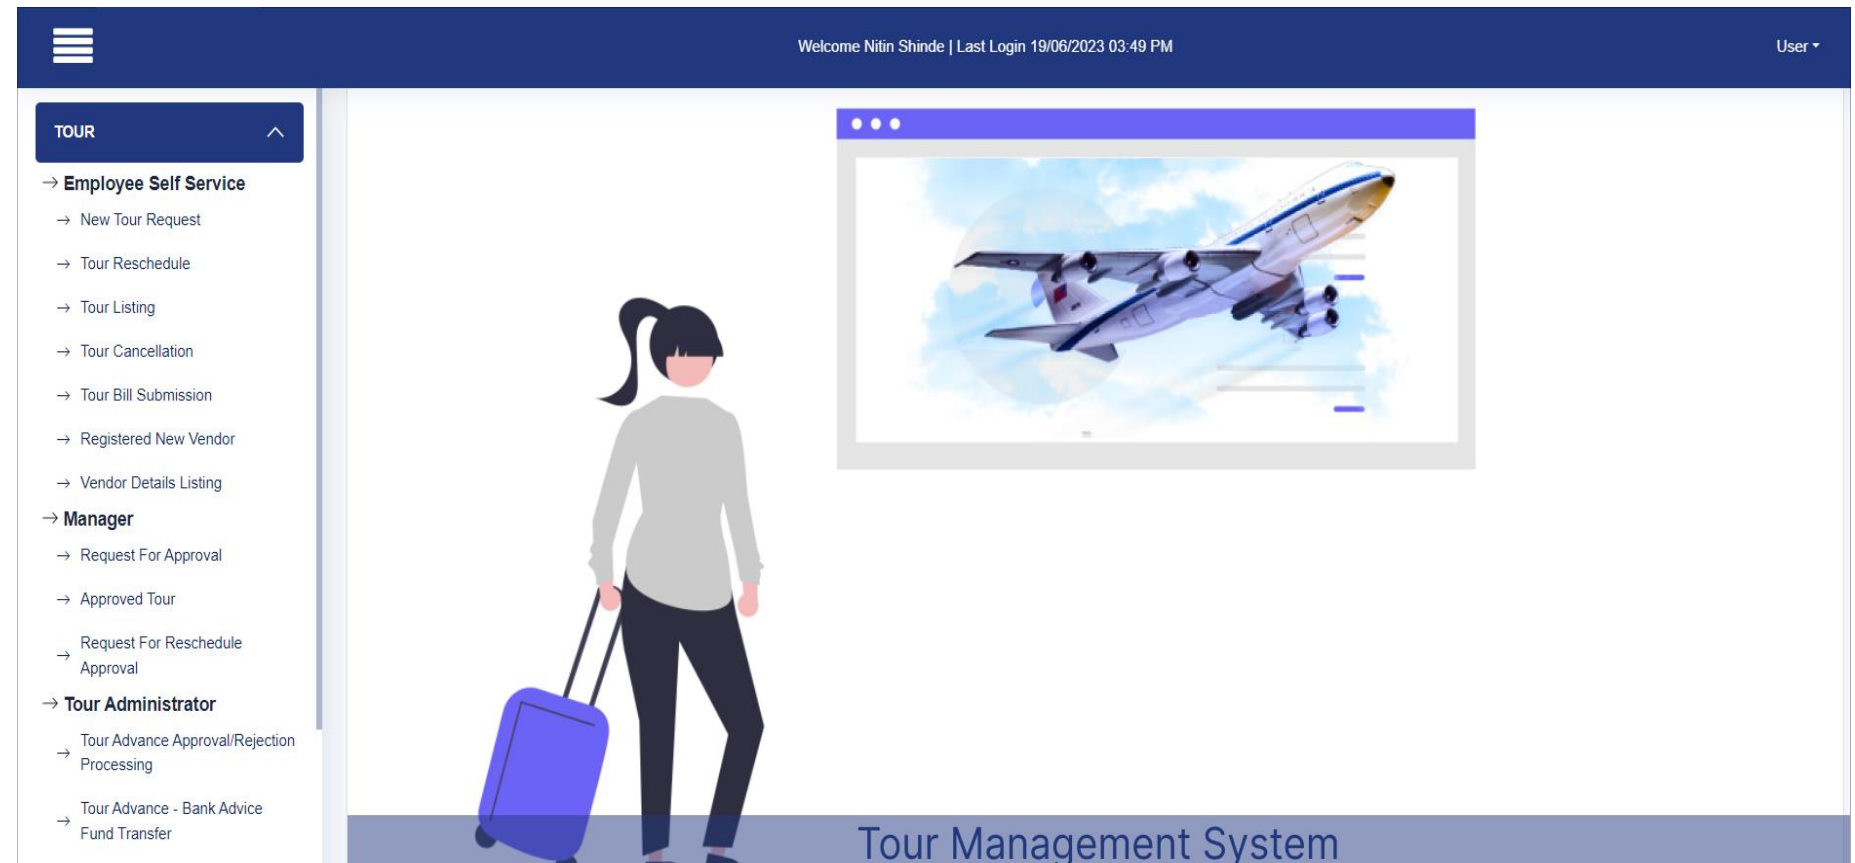 Welcome Nitin Shinde | Last Login 19/06/2023 03:49 PM
User
TOUR
Employee Self Service
New Tour Request
Tour Reschedule
Tour Listing
Tour Cancellation
Tour Bill Submission
Registered New Vendor
Vendor Details Listing
Manager
Request For Approval
Approved Tour
Request For Reschedule
Approval
Tour Administrator
Tour Advance Approval/Rejection
Processing
Tour Advance - Bank Advice
Fund Transfer
Tour Management System